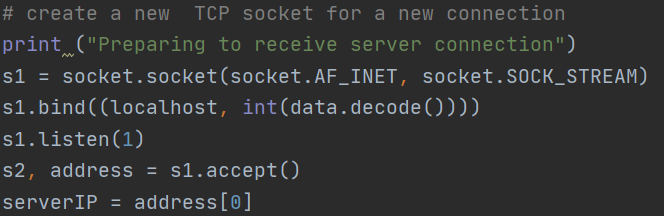 # create a new  TCP socket for a new connection
print ("Preparing to receive server connection")
s1 = socket.socket(socket.AF_INET, socket.SOCK_STREAM)
s1.bind((localhost, int(data.decode())))
s1.listen(1)
s2, address = s1.accept()
serverIP = address[0]